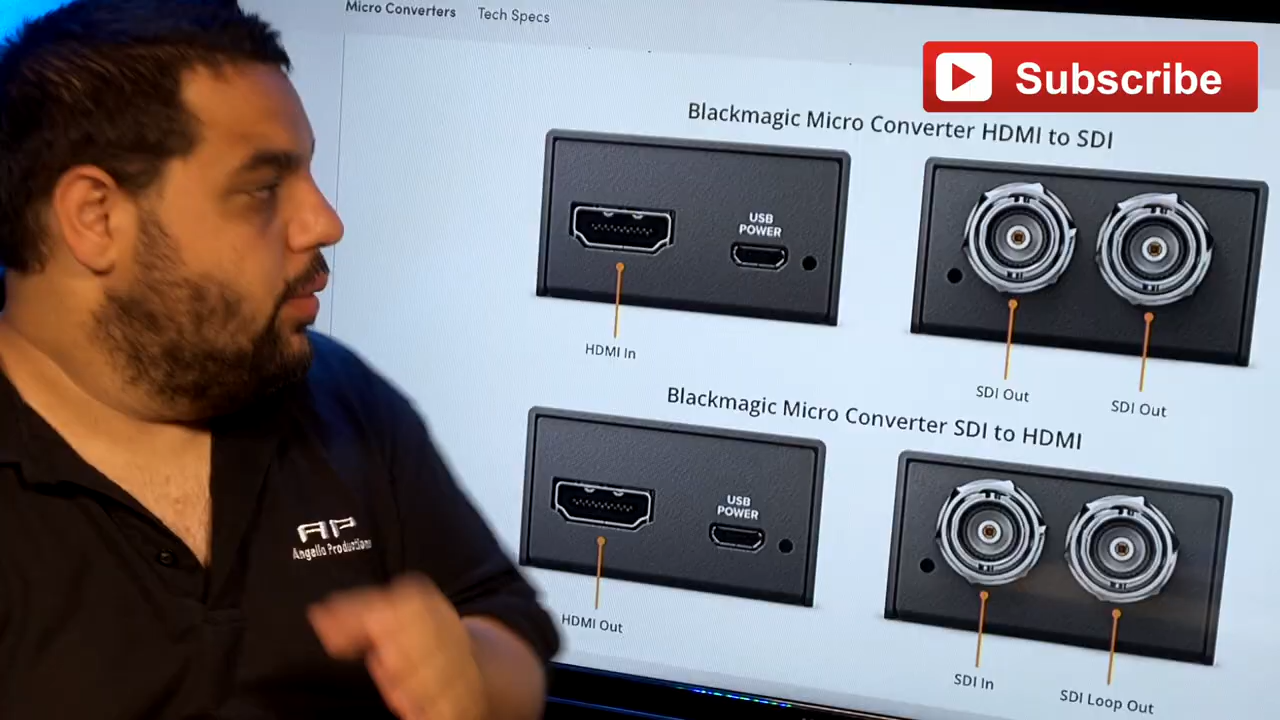 Micro Converters Tech Specs
Subscribe
Blackmagic Micro Converter HDMI to SDI
USB
POWER
HDMI In
SDI Out
SDI Out
Blackmagic Micro Converter SDI to HDMI
USB
POWER
HDMI Out
SDI In
SDI Loop Out
AP
Angello Productions